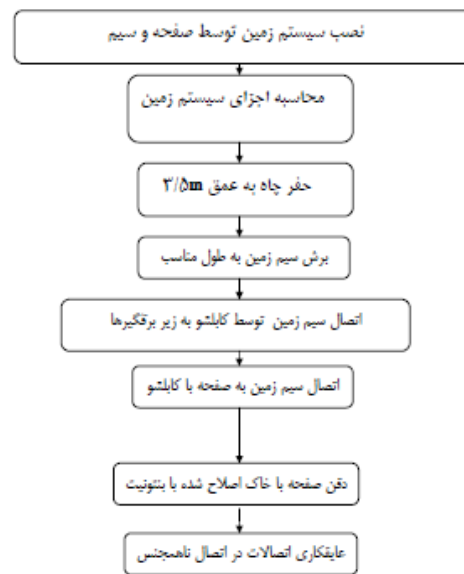 نصب سیستم زمین توسط صفحه و سیم
محاسبه اجزای سیستم زمین
حفر چاه به عمق ۳/۵m
برش سیم زمین به طول مناسب
اتصال سیم زمین توسط کابلشو به زیر برقگیرها
اتصال سیم زمین به صفحه با کابلشو
دفن صفحه با خاک اصلاح شده با بنتونیت
عایقکاری اتصالات در اتصال ناهمجنس